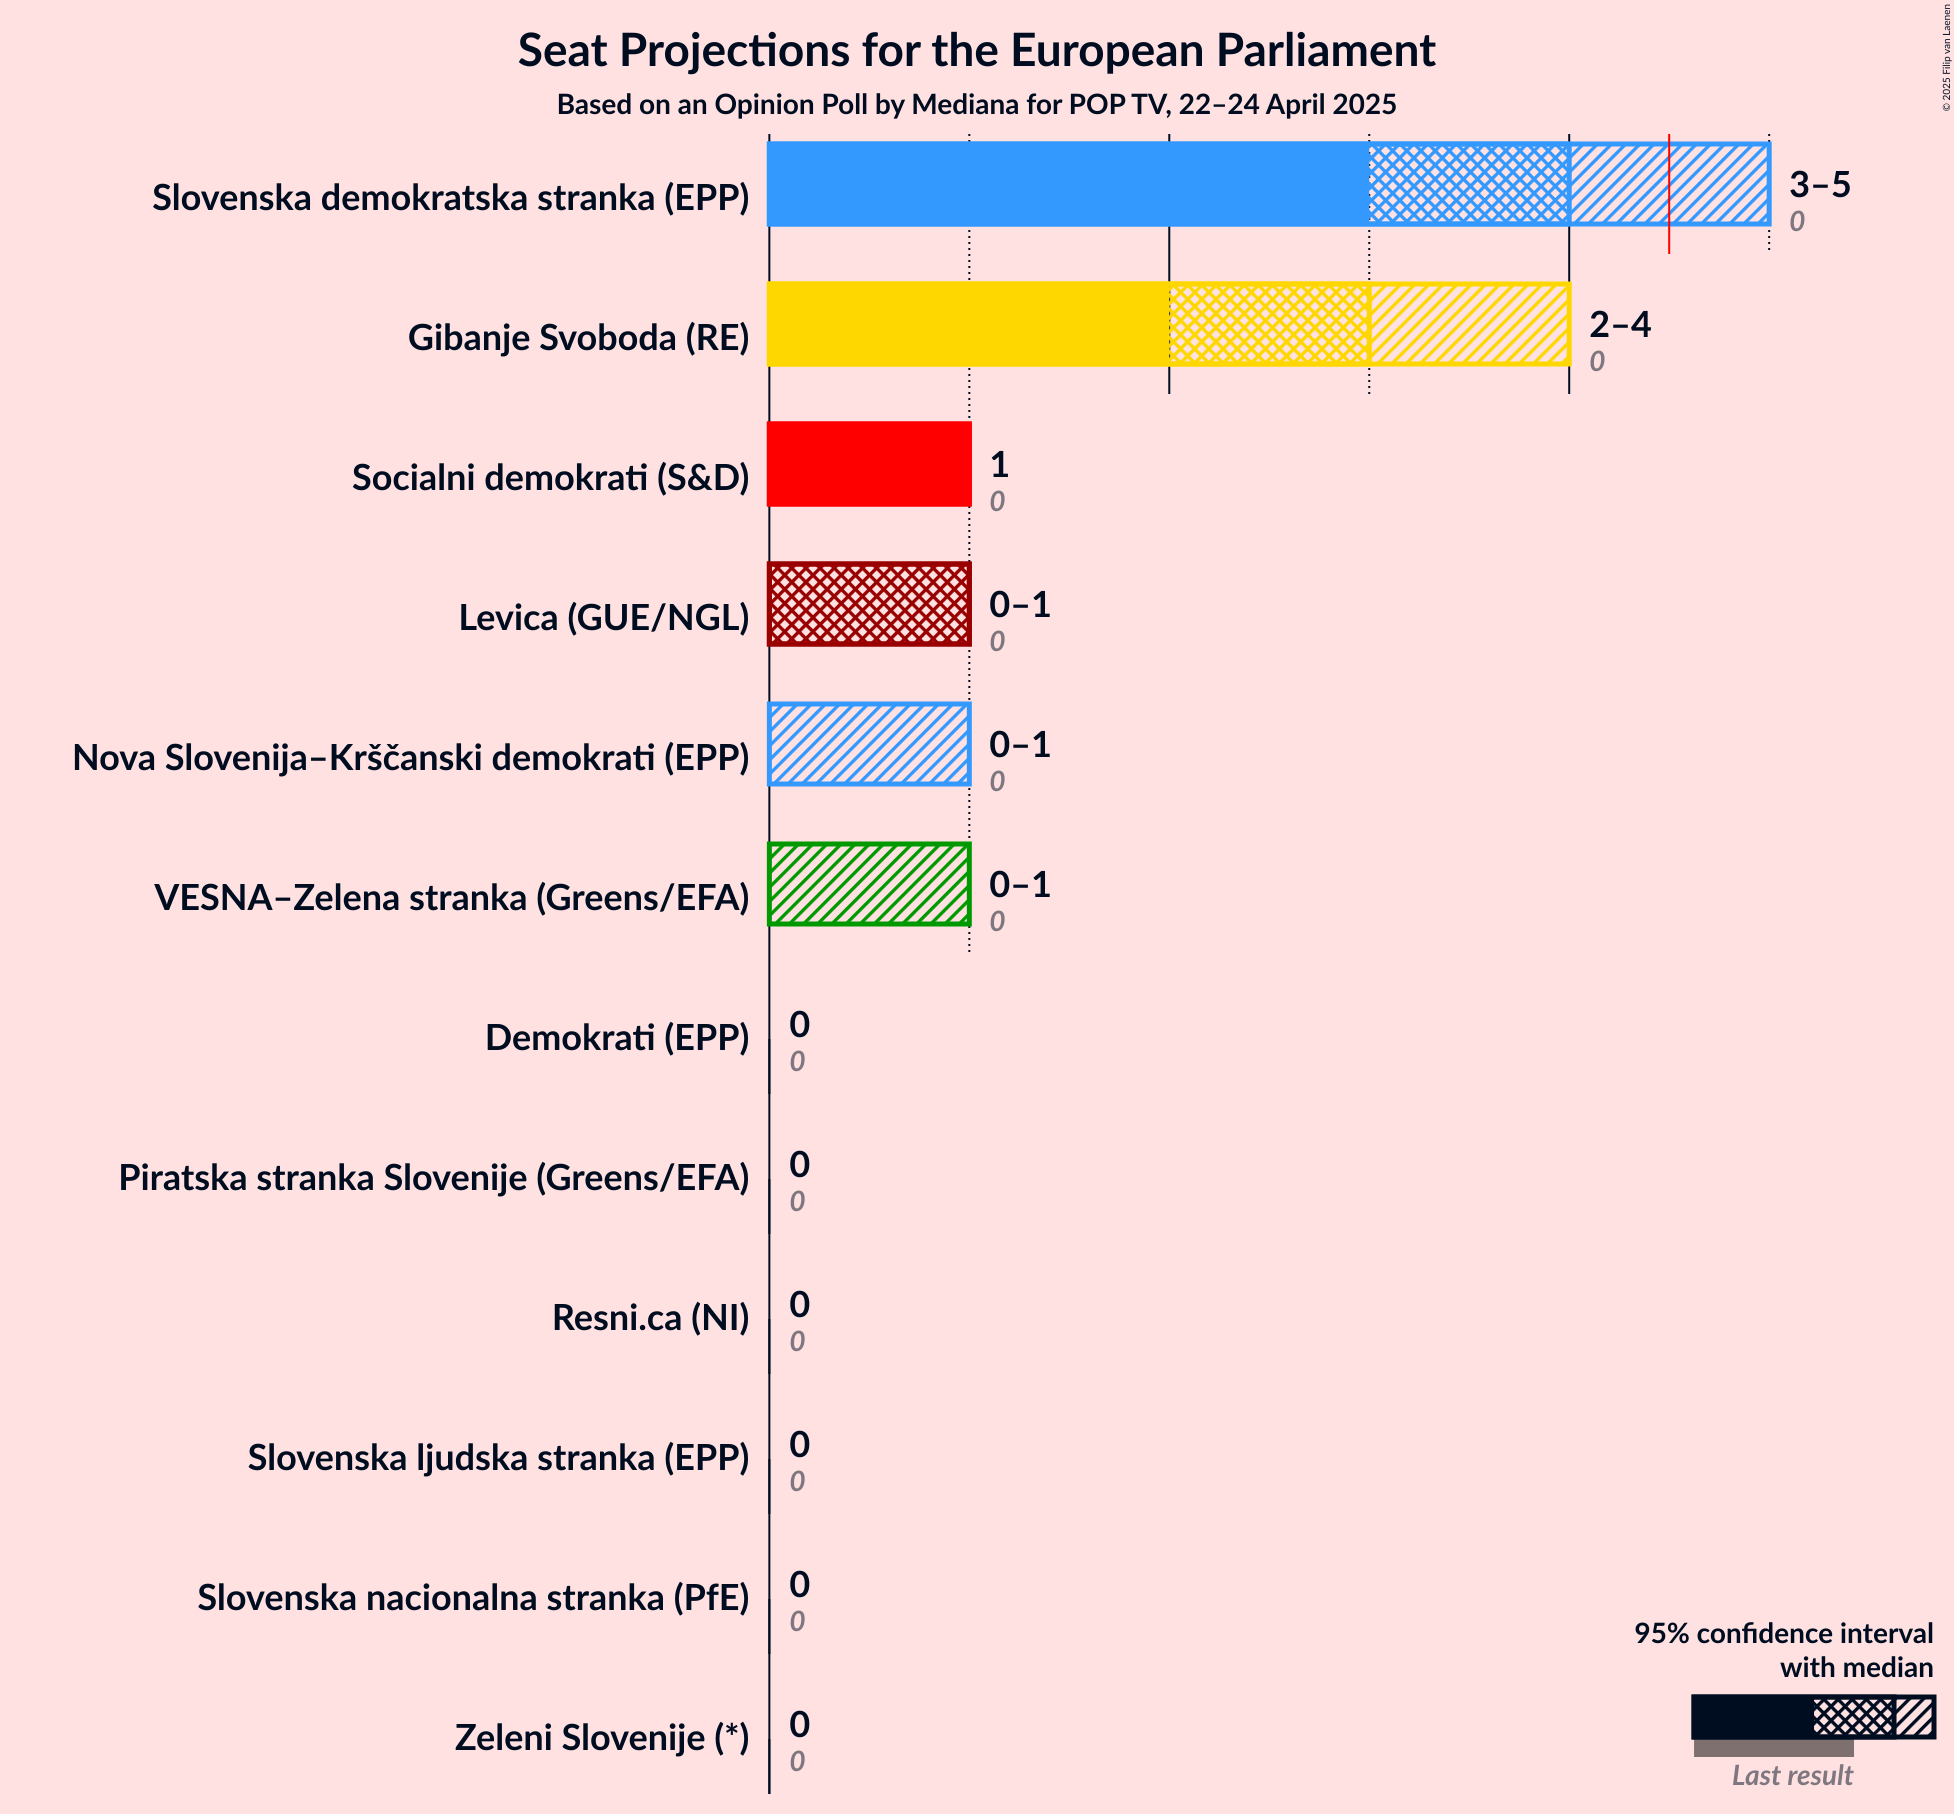 Seat Projections for the European Parliament
Based on an Opinion Poll by Mediana for POP TV, 22–24 April 2025
© 2025 Filip van Laenen
Slovenska demokratska stranka (EPP)
3–5
0
Gibanje Svoboda (RE)
2–4
0
Socialni demokrati (S&D)
1
0
Levica (GUE/NGL)
0–1
0
Nova Slovenija–Krščanski demokrati (EPP)
0–1
0
VESNA–Zelena stranka (Greens/EFA)
0–1
0
Demokrati (EPP)
0
0
Piratska stranka Slovenije (Greens/EFA)
0
0
Resni.ca (NI)
0
0
Slovenska ljudska stranka (EPP)
0
0
Slovenska nacionalna stranka (PfE)
0
0
Zeleni Slovenije (*)
0
0
95% confidence interval
with median
Last result